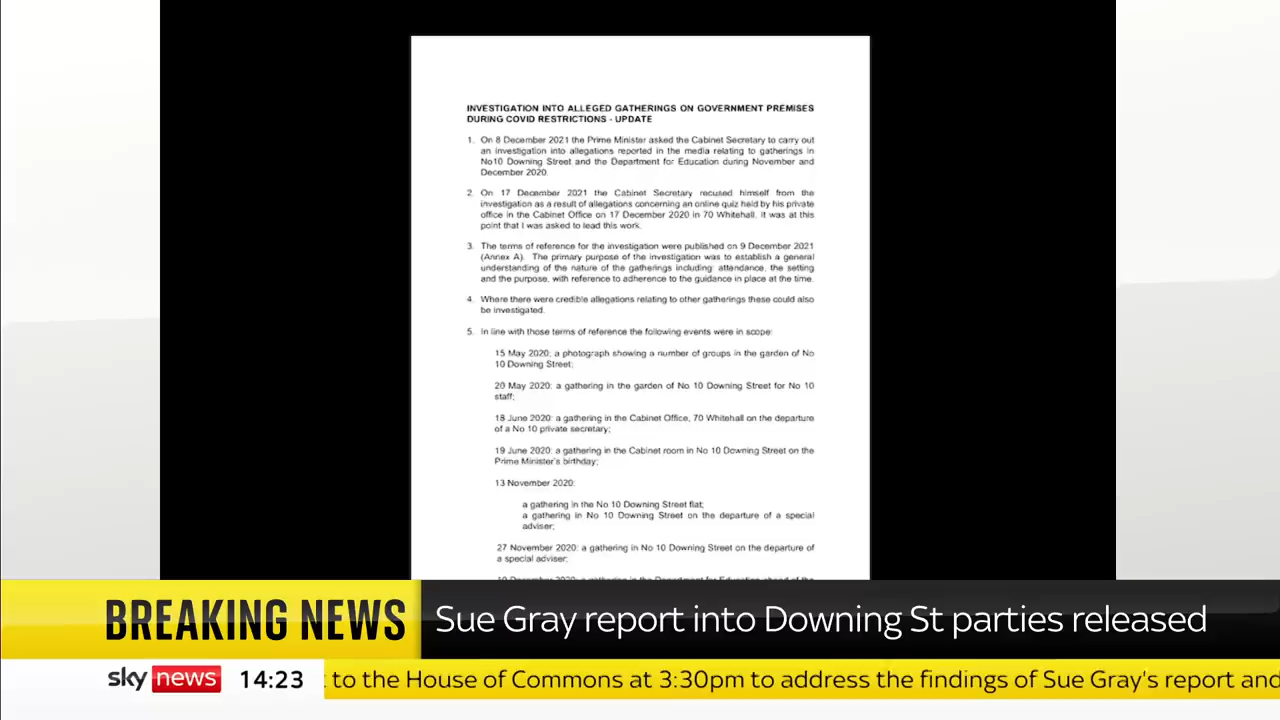 INVESTIGATION INTO ALLEGED GATHERINGS ON GOVERNMENT PREMISES
DURING COVID RESTRICTIONS - UPDATE
1. On 8 December 2021 the Prime Minister asked the Cabinet Secretary to carry out
an investigation into allegations reported in the media relating to gatherings in
No10 Downing Street and the Department for Education during November and
December 2020.
2. On 17 December 2021 the Cabinet Secretary recused himself from the
investigation as a result of allegations concerning an online quiz held by his private
office in the Cabinet Office on 17 December 2020 in 70 Whitehall. It was at this
point that I was asked to lead this work.
3. The terms of reference for the investigation were published on 9 December 2021
(Annex A). The primary purpose of the investigation was to establish a general
understanding of the nature of the gatherings including: attendance, the setting
and the purpose, with reference to adherence to the guidance in place at the time.
4. Where there were credible allegations relating to other gatherings these could also
be investigated.
5. In line with those terms of reference the following events were in scope:
15 May 2020; a photograph showing a number of groups in the garden of No
10 Downing Street;
20 May 2020: a gathering in the garden of No 10 Downing Street for No 10
staff;
18 June 2020: a gathering in the Cabinet Office, 70 Whitehall on the departure
of a No 10 private secretary;
19 June 2020: a gathering in the Cabinet room in No 10 Downing Street on the
Prime Minister's birthday;
13 November 2020:
a gathering in the No 10 Downing Street flat;
a gathering in No 10 Downing Street on the departure of a special
adviser;
27 November 2020: a gathering in No 10 Downing Street on the departure of
a special adviser;
10 December 2020: a gathering in the Department for Education ahead of the
BREAKING NEWS
Sue Gray report into Downing St parties released
sky news 14:23
to the House of Commons at 3:30pm to address the findings of Sue Gray's report and